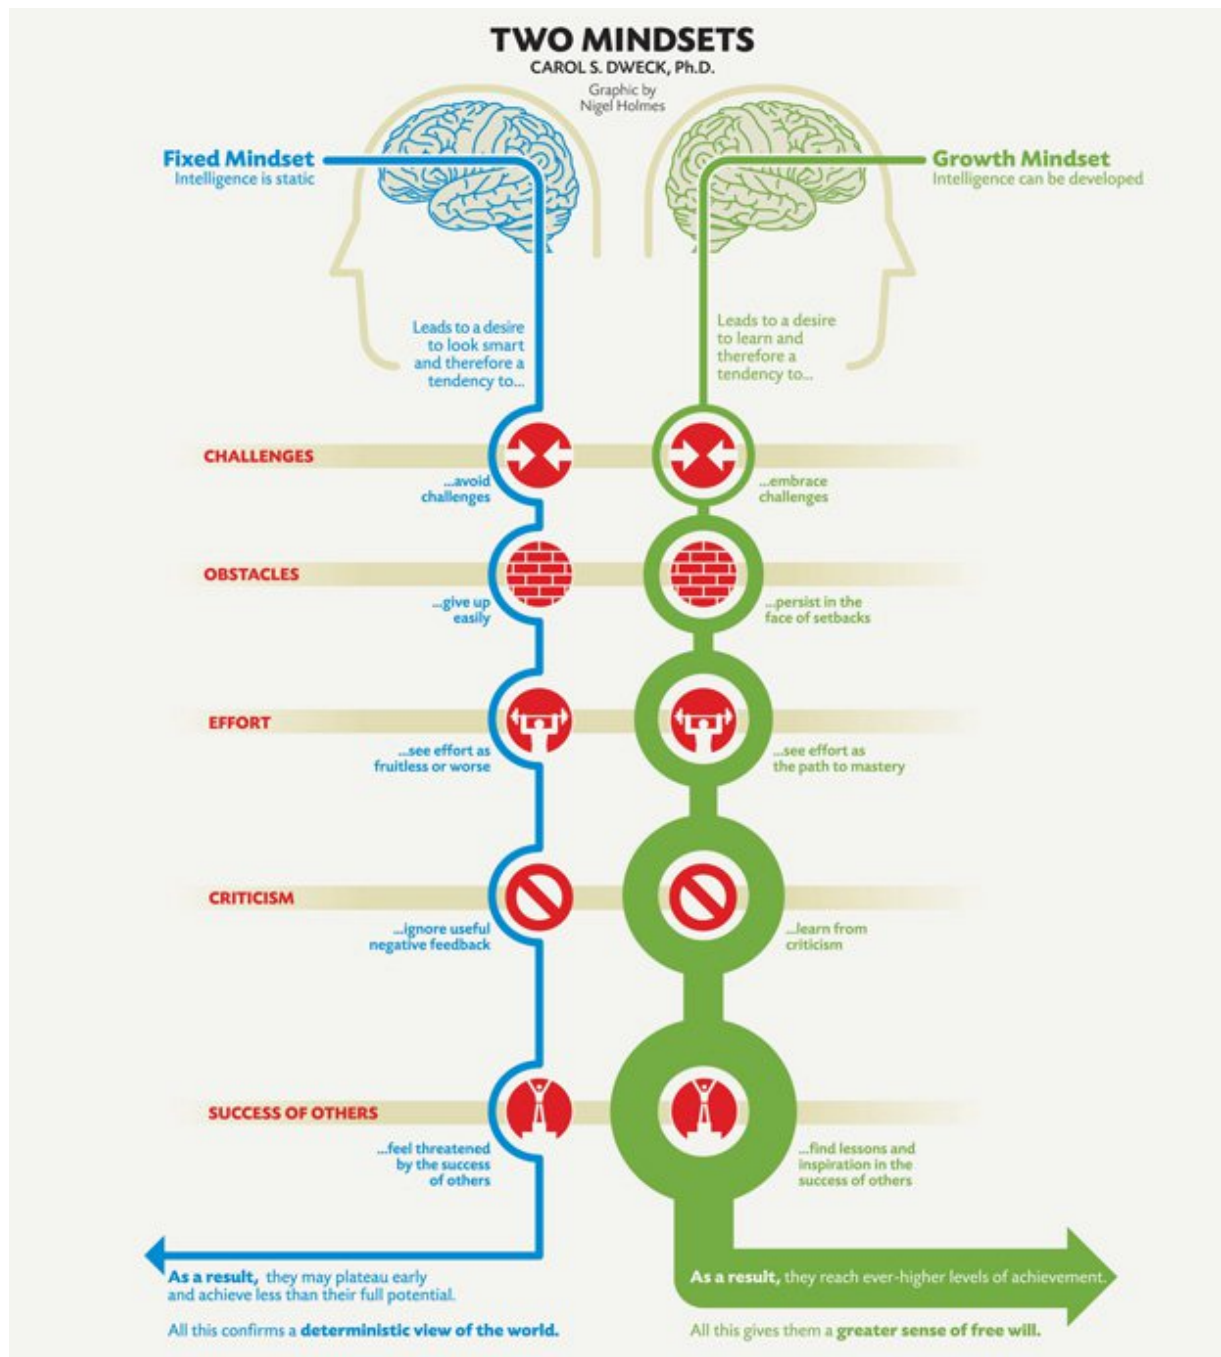 TWO MINDSETS
CAROL S. DWECK, Ph.D.
Graphic by
Nigel Holmes
Fixed Mindset
Intelligence is static
Growth Mindset
Intelligence can be developed
Leads to a desire
to look smart
and therefore a
tendency to...
Leads to a desire
to learn and
therefore a
tendency to...
CHALLENGES
...avoid
challenges
...embrace
challenges
OBSTACLES
...give up
easily
...persist in the
face of setbacks
EFFORT
...see effort as
fruitless or worse
...see effort as
the path to mastery
CRITICISM
...ignore useful
negative feedback
...learn from
criticism
SUCCESS OF OTHERS
...feel threatened
by the success
of others
...find lessons and
inspiration in the
success of others
As a result, they may plateau early
and achieve less than their full potential.
All this confirms a deterministic view of the world.
As a result, they reach ever-higher levels of achievement.
All this gives them a greater sense of free will.